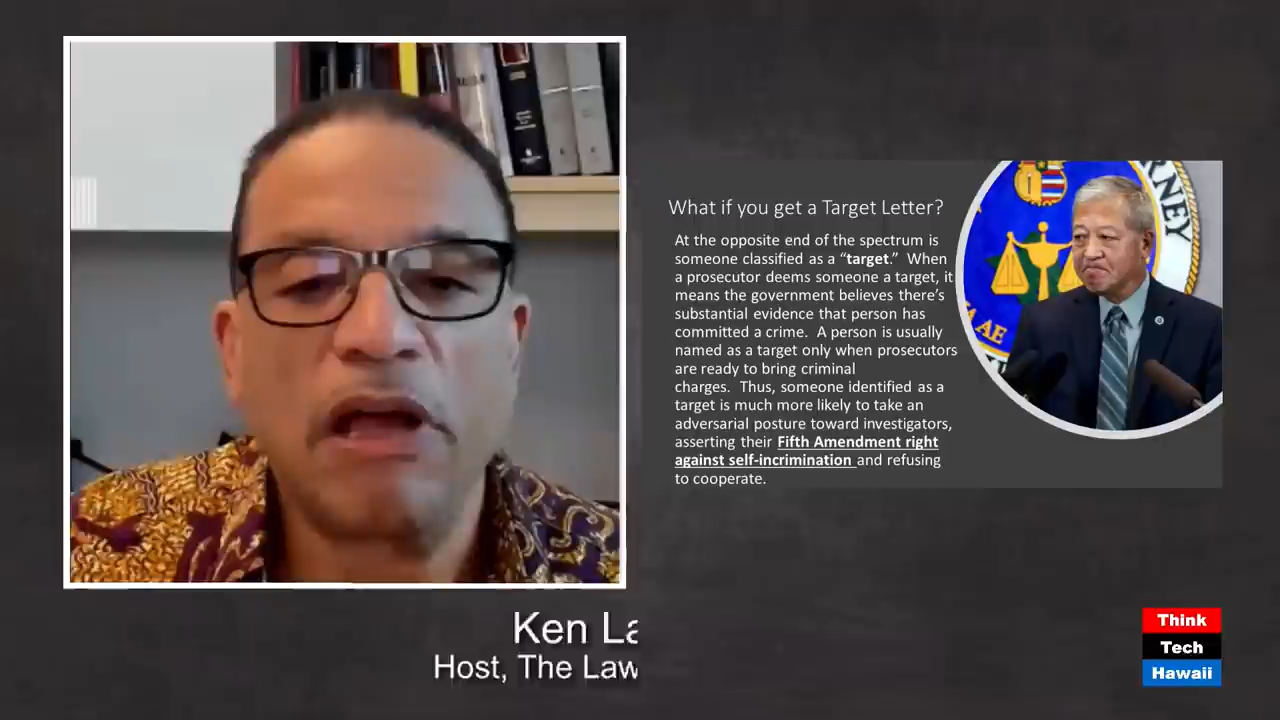 What if you get a Target Letter?
At the opposite end of the spectrum is
someone classified as a “target.” When
a prosecutor deems someone a target, it
means the government believes there’s
substantial evidence that person has
committed a crime. A person is usually
named as a target only when prosecutors
are ready to bring criminal
charges. Thus, someone identified as a
target is much more likely to take an
adversarial posture toward investigators,
asserting their Fifth Amendment right
against self-incrimination and refusing
to cooperate.
RNEY
A AE
Ken La
Host, The Law
Think
Tech
Hawaii